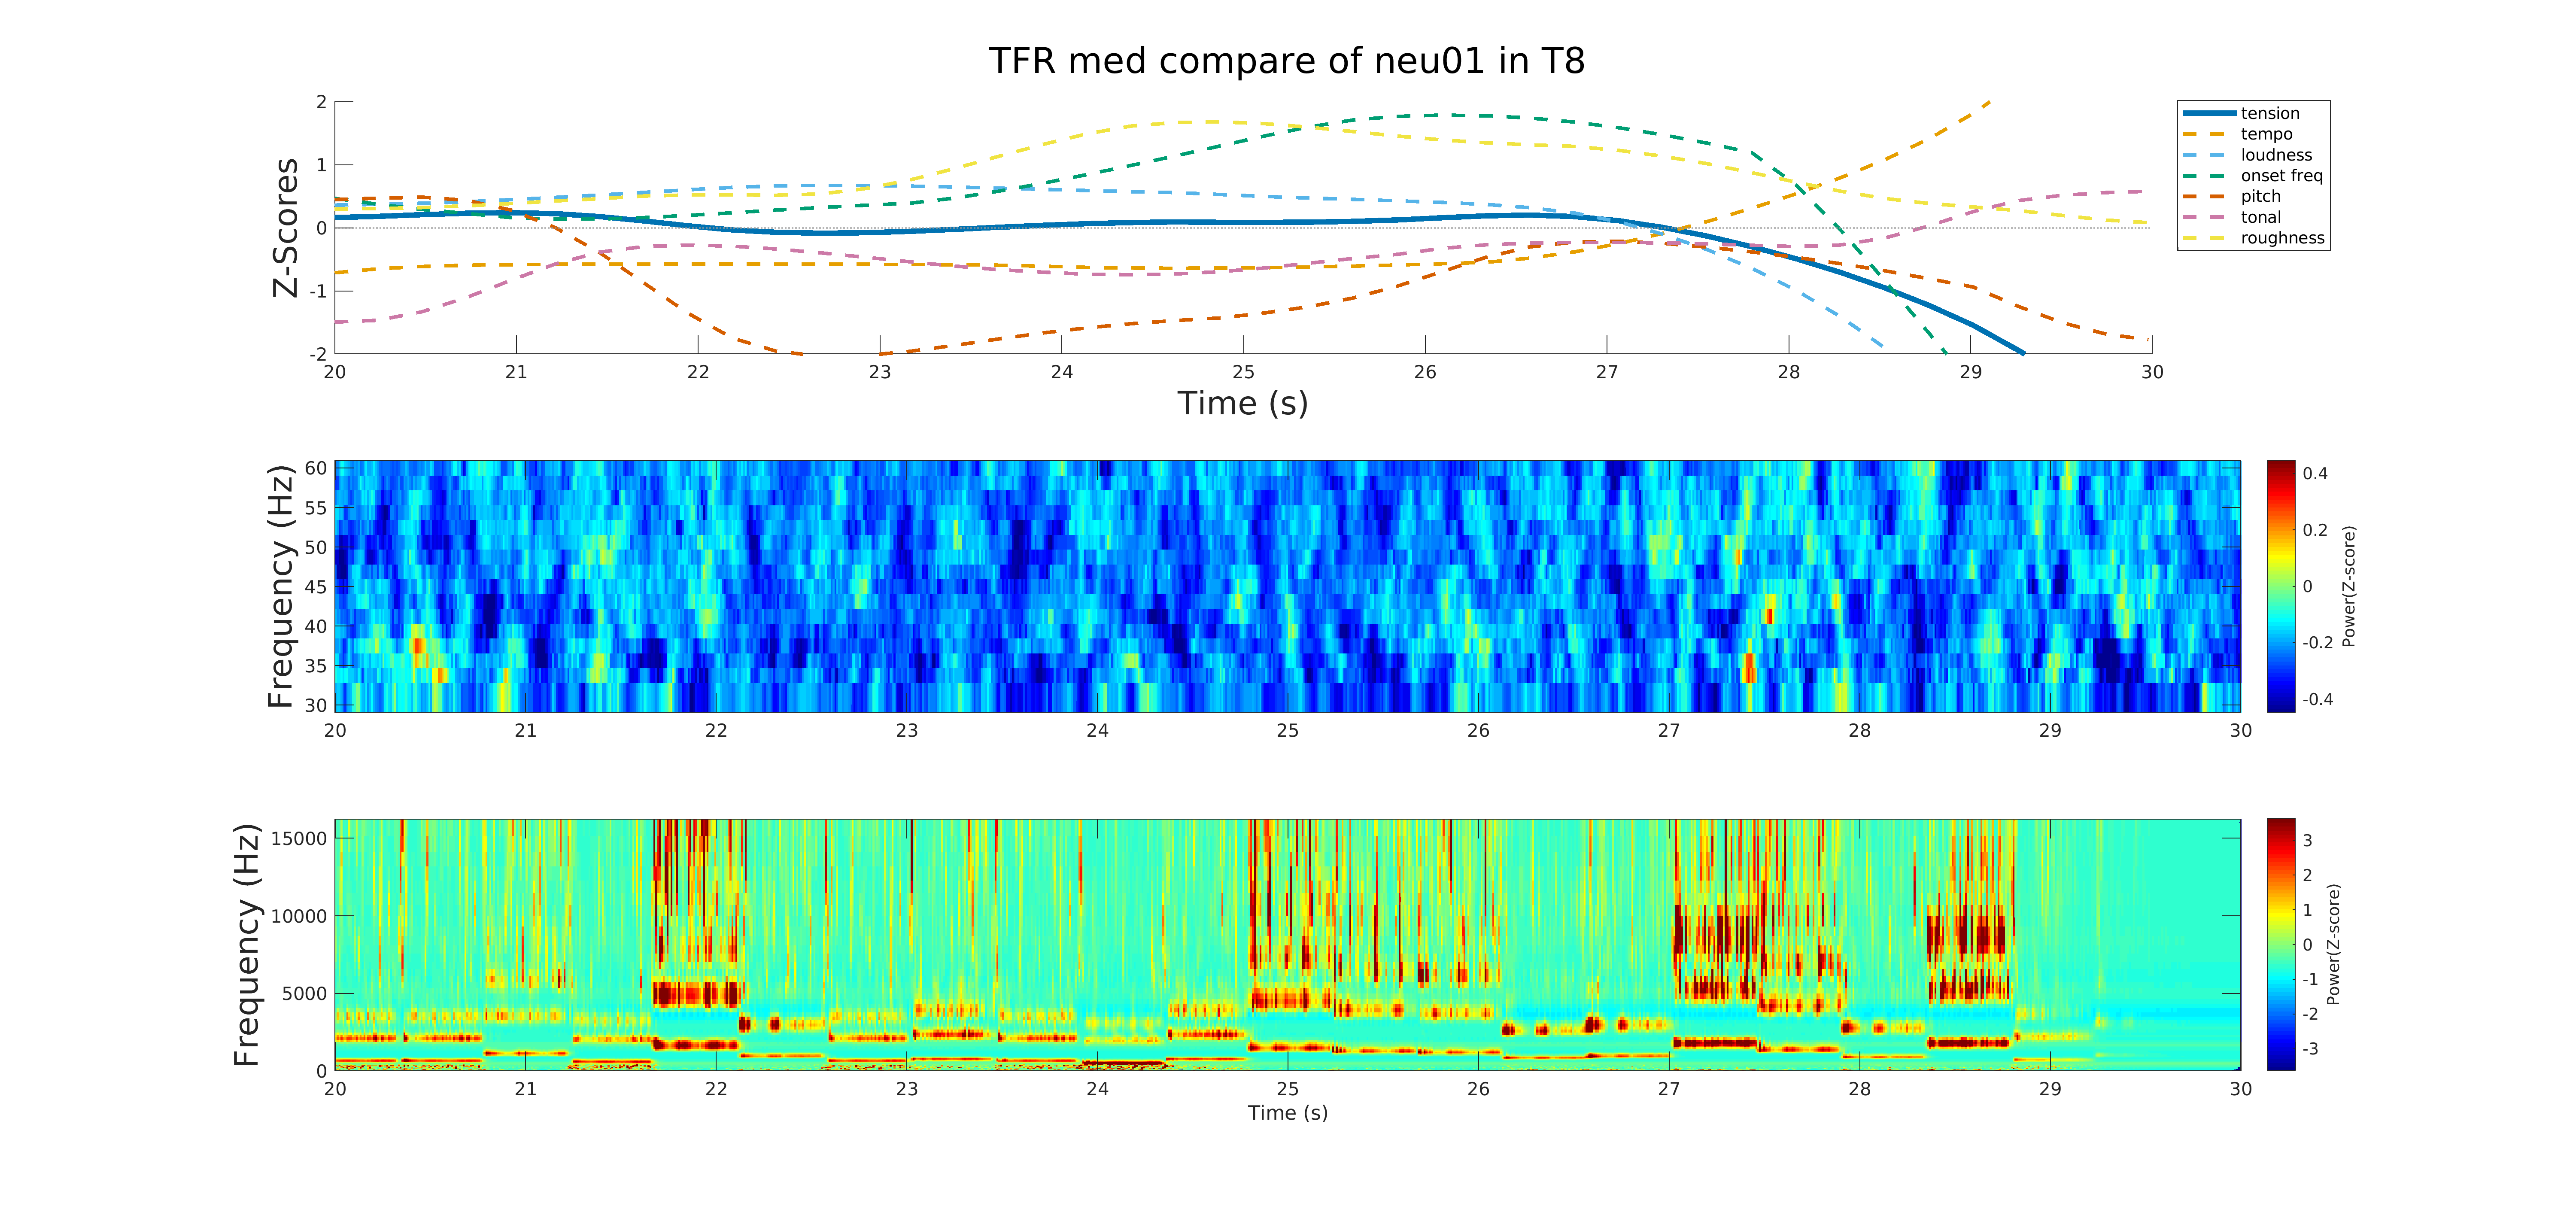 TFR med compare of neu01 in T8
Z-Scores
2
1
0
-1
-2
20 21 22 23 24 25 26 27 28 29 30
Time (s)
tension
tempo
loudness
onset freq
pitch
tonal
roughness
Frequency (Hz)
60
55
50
45
40
35
30
20 21 22 23 24 25 26 27 28 29 30
0.4
0.2
0
-0.2
-0.4
Power(Z-score)
Frequency (Hz)
15000
10000
5000
0
20 21 22 23 24 25 26 27 28 29 30
Time (s)
3
2
1
0
-1
-2
-3
Power(Z-score)